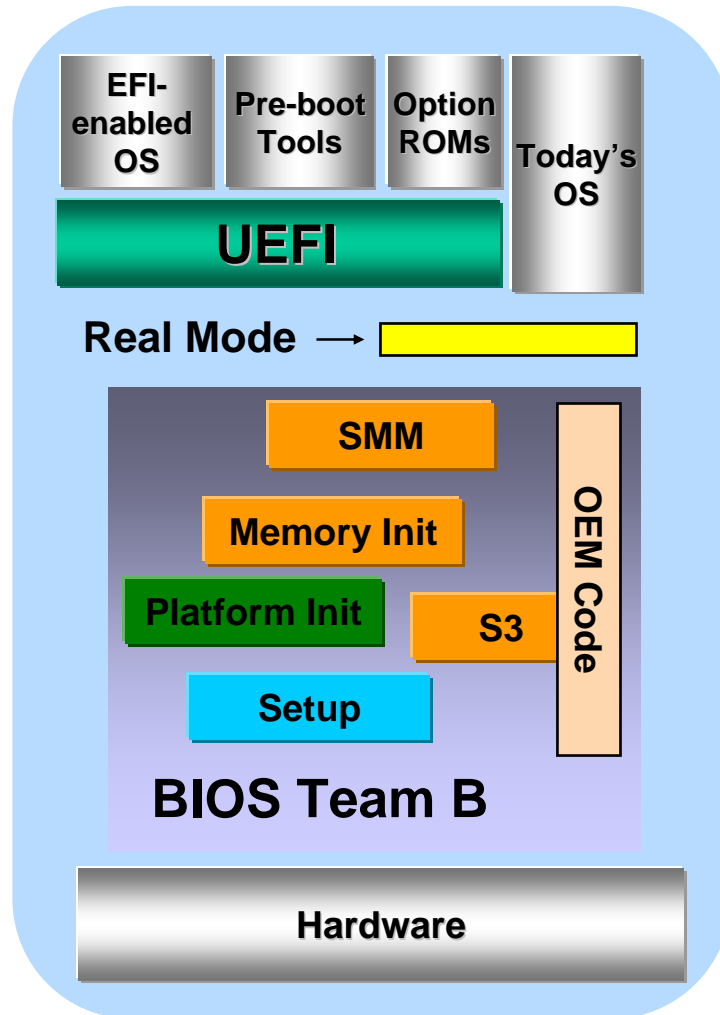 EFI-
enabled
OS
Pre-boot
Tools
Option
ROMs
Today’s
OS
UEFI
Real Mode
SMM
Memory Init
Platform Init
S3
OEM Code
Setup
BIOS Team B
Hardware